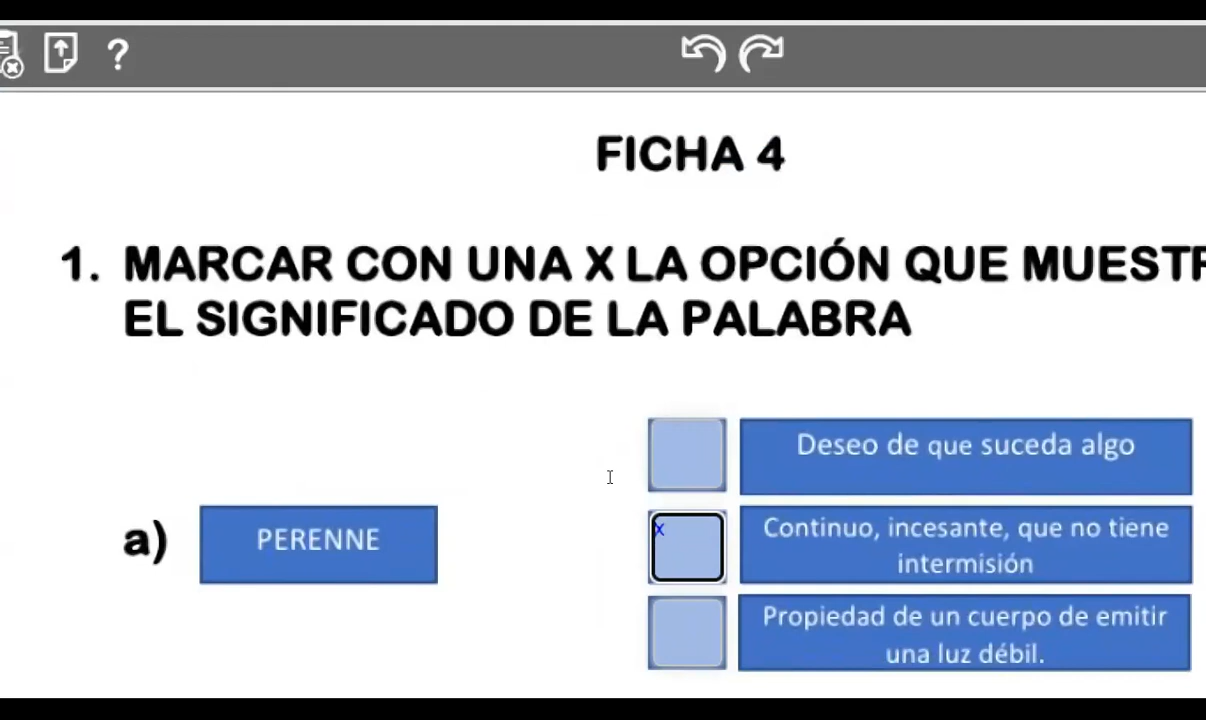 ?
FICHA 4
1. MARCAR CON UNA X LA OPCIÓN QUE MUEST
EL SIGNIFICADO DE LA PALABRA
Deseo de que suceda algo
a) PERENNE
x
Continuo, incesante, que no tiene
intermisión
Propiedad de un cuerpo de emitir
una luz débil.